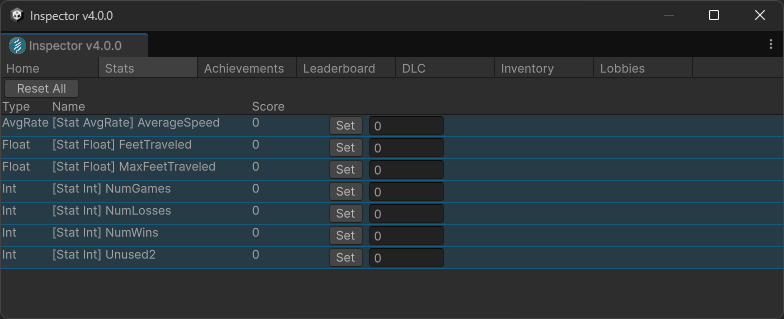 Inspector v4.0.0
Inspector v4.0.0
Home Stats Achievements Leaderboard DLC Inventory Lobbies
Reset All
Type Name Score
AvgRate [Stat AvgRate] AverageSpeed 0 Set 0
Float [Stat Float] FeetTraveled 0 Set 0
Float [Stat Float] MaxFeetTraveled 0 Set 0
Int [Stat Int] NumGames 0 Set 0
Int [Stat Int] NumLosses 0 Set 0
Int [Stat Int] NumWins 0 Set 0
Int [Stat Int] Unused2 0 Set 0